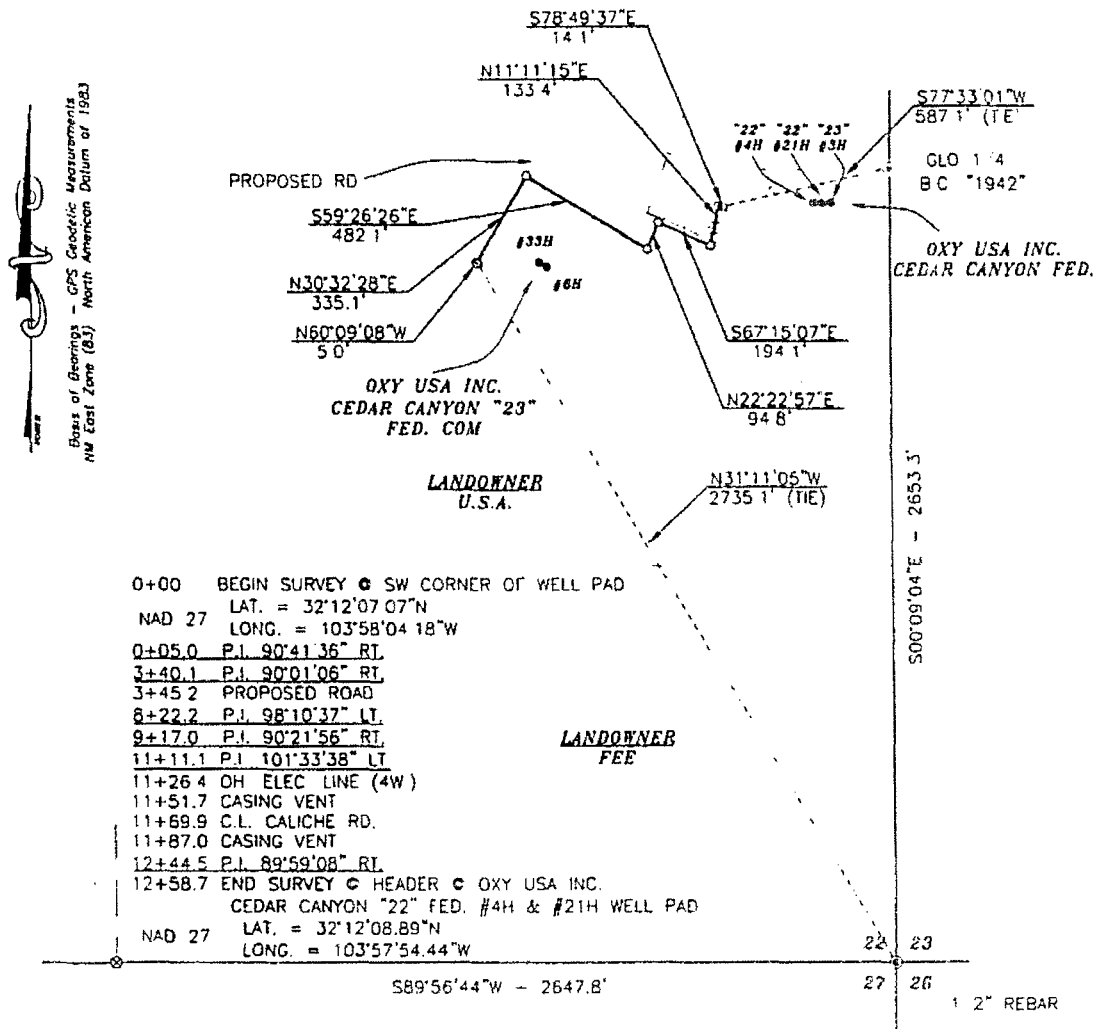 S78°49'37"E
14 1'
N11°11'15"E
133 4'
S77°33'01"W
587 1' (TIE'
"22" "22" "23"
#4H #21H #3H
GLO 1 4
B C "1942"
PROPOSED RD
S59°26'26"E
482 1'
#33H
#6H
OXY USA INC.
CEDAR CANYON FED.
N30°32'28"E
335.1'
N60°09'08"W
5 0'
S67°15'07"E
194 1'
OXY USA INC.
CEDAR CANYON "23"
FED. COM
N22°22'57"E
94 8'
Basis of Bearings - GPS Geodetic Measurements
NM East Zone (83) North American Datum of 1983
LANDOWNER
U.S.A.
N31°11'05"W
2735 1' (TIE)
S00°09'04"E - 2653 3'
0+00 BEGIN SURVEY @ SW CORNER OF WELL PAD
NAD 27 LAT. = 32°12'07 07"N
LONG. = 103°58'04 18"W
0+05.0 P.I. 90°41'36" RT.
3+40.1 P.I. 90°01'06" RT.
3+45 2 PROPOSED ROAD
8+22.2 P.I. 98°10'37" LT.
9+17.0 P.I. 90°21'56" RT.
11+11.1 P.I 101°33'38" LT
11+26 4 OH ELEC LINE (4W)
11+51.7 CASING VENT
11+69.9 C.L. CALICHE RD.
11+87.0 CASING VENT
12+44.5 P.I. 89°59'08" RT.
12+58.7 END SURVEY @ HEADER @ OXY USA INC.
CEDAR CANYON "22" FED. #4H & #21H WELL PAD
NAD 27 LAT. = 32°12'08.89"N
LONG. = 103°57'54.44"W
LANDOWNER
FEE
22 23
27 26
S89°56'44"W - 2647.8'
1 2" REBAR